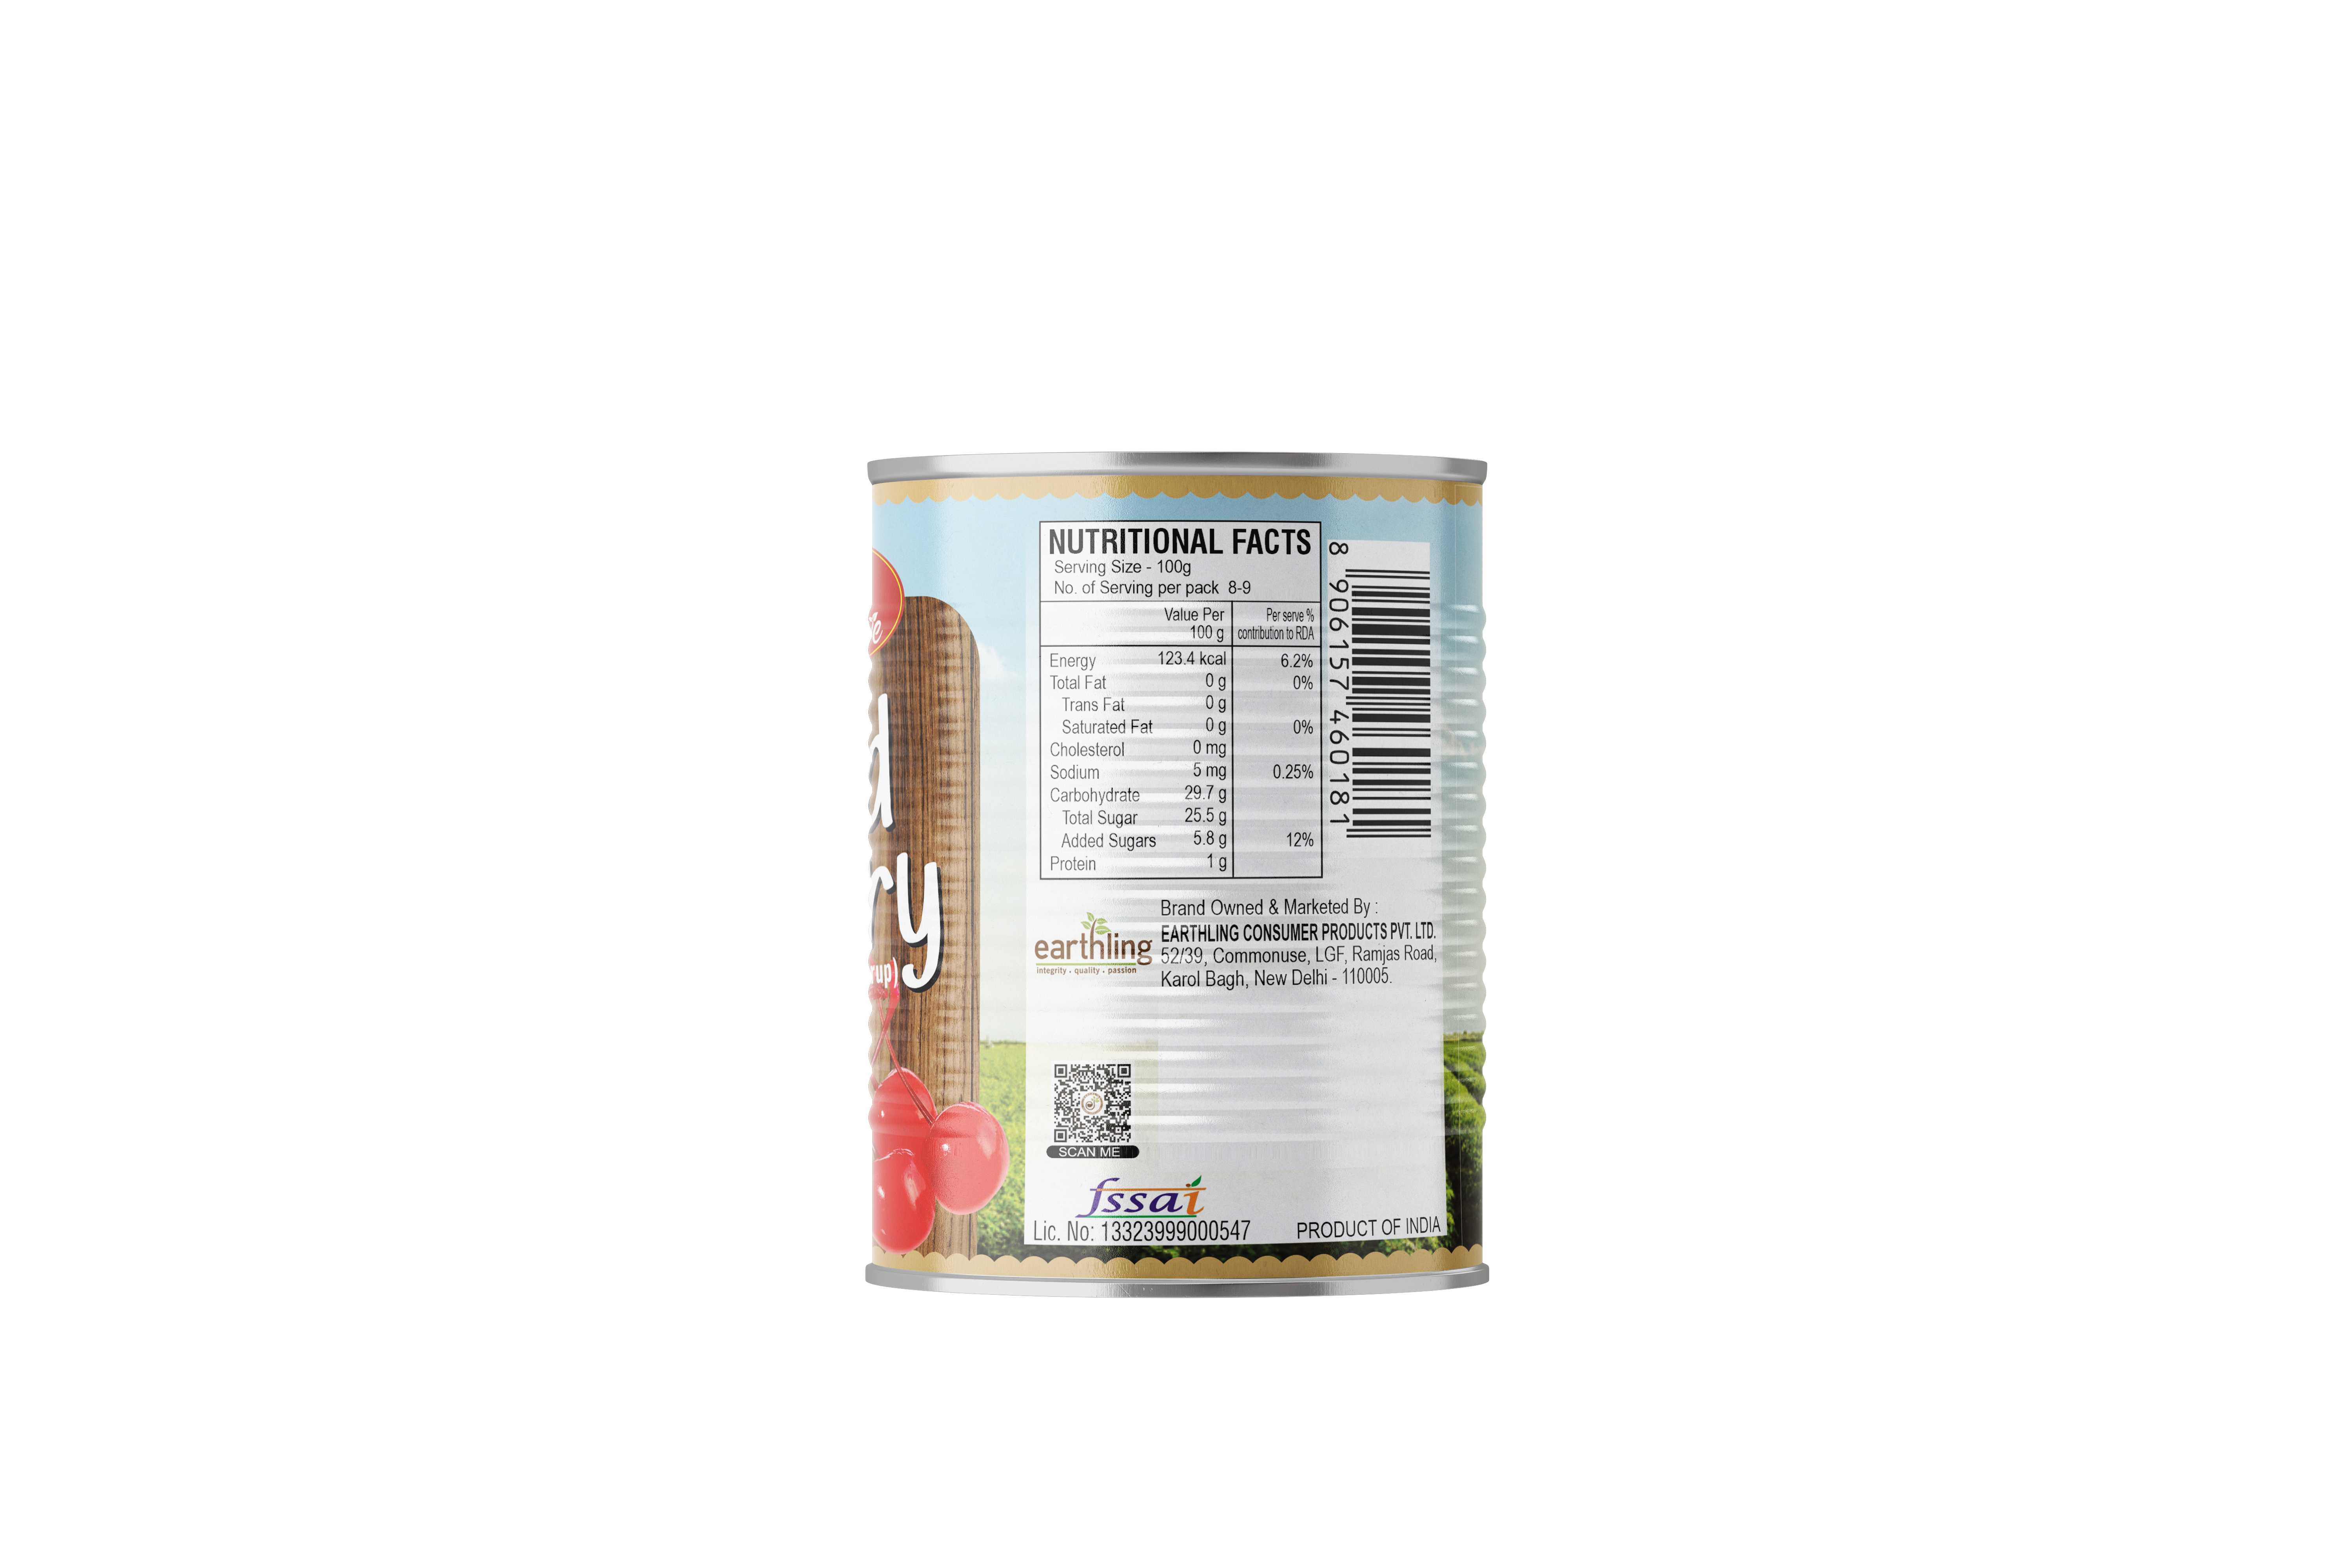 d
ry
rup)
NUTRITIONAL FACTS
Serving Size - 100g
No. of Serving per pack 8-9
Value Per 100 g
Per serve % contribution to RDA
Energy 123.4 kcal 6.2%
Total Fat 0 g 0%
Trans Fat 0 g
Saturated Fat 0 g 0%
Cholesterol 0 mg
Sodium 5 mg 0.25%
Carbohydrate 29.7 g
Total Sugar 25.5 g
Added Sugars 5.8 g 12%
Protein 1 g
8 906157 460181
earthling
integrity . quality . passion
Brand Owned & Marketed By :
EARTHLING CONSUMER PRODUCTS PVT. LTD.
52/39, Commonuse, LGF, Ramjas Road,
Karol Bagh, New Delhi - 110005.
SCAN ME
fssai
Lic. No: 13323999000547
PRODUCT OF INDIA